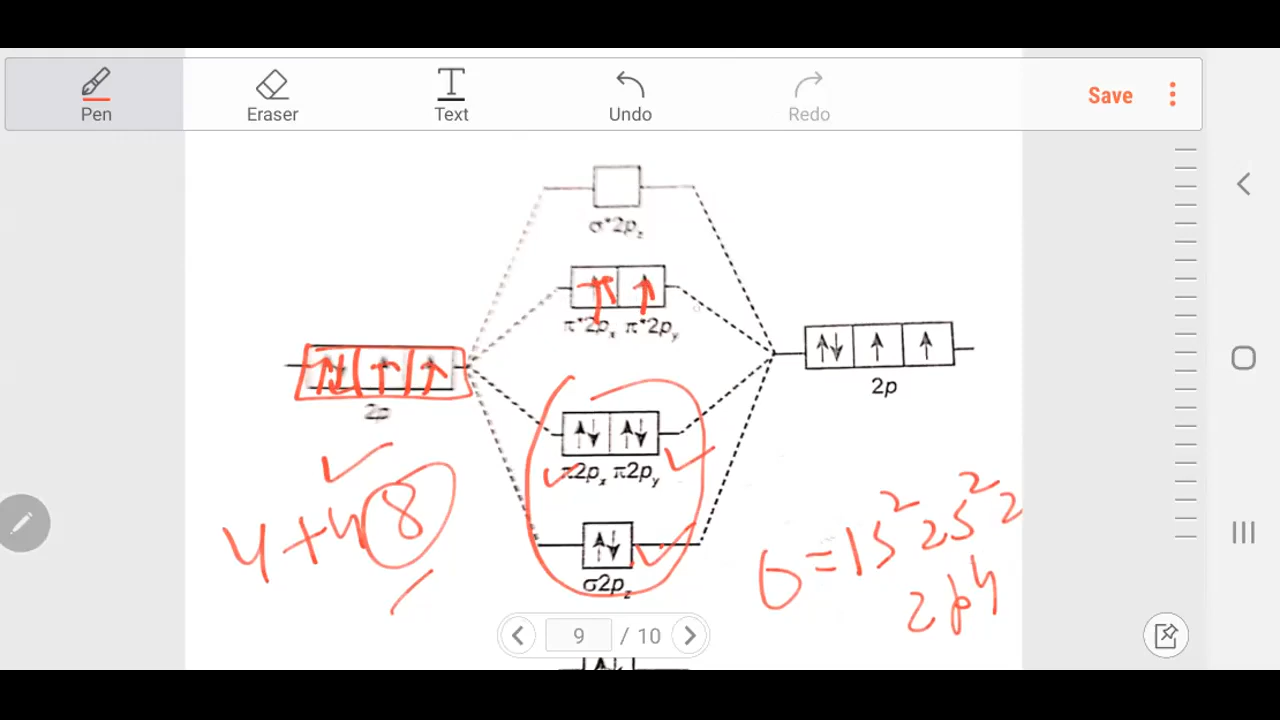 Pen Eraser Text Undo Redo Save
σ*2pz
π*2px π*2py
2p 2p
π2px π2py
σ2pz
4+4 8
O = 1s² 2s² 2
2p4
9 / 10